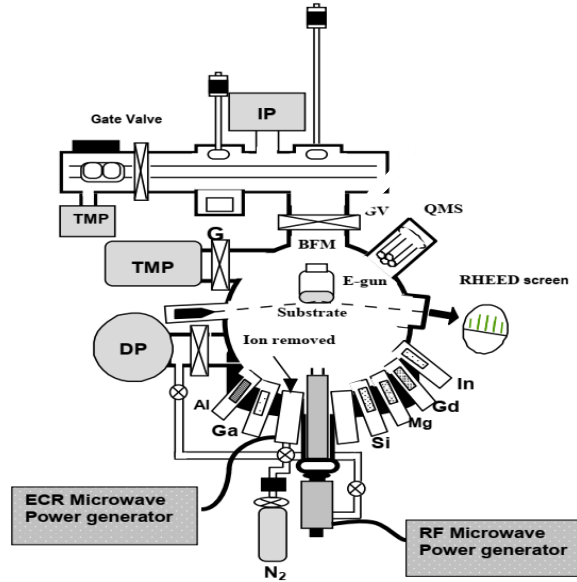 IP
Gate Valve
TMP
GV
QMS
G
BFM
TMP
E-gun
RHEED screen
Substrate
DP
Ion removed
In
Al
Gd
Ga
Mg
Si
ECR Microwave
Power generator
RF Microwave
Power generator
N2